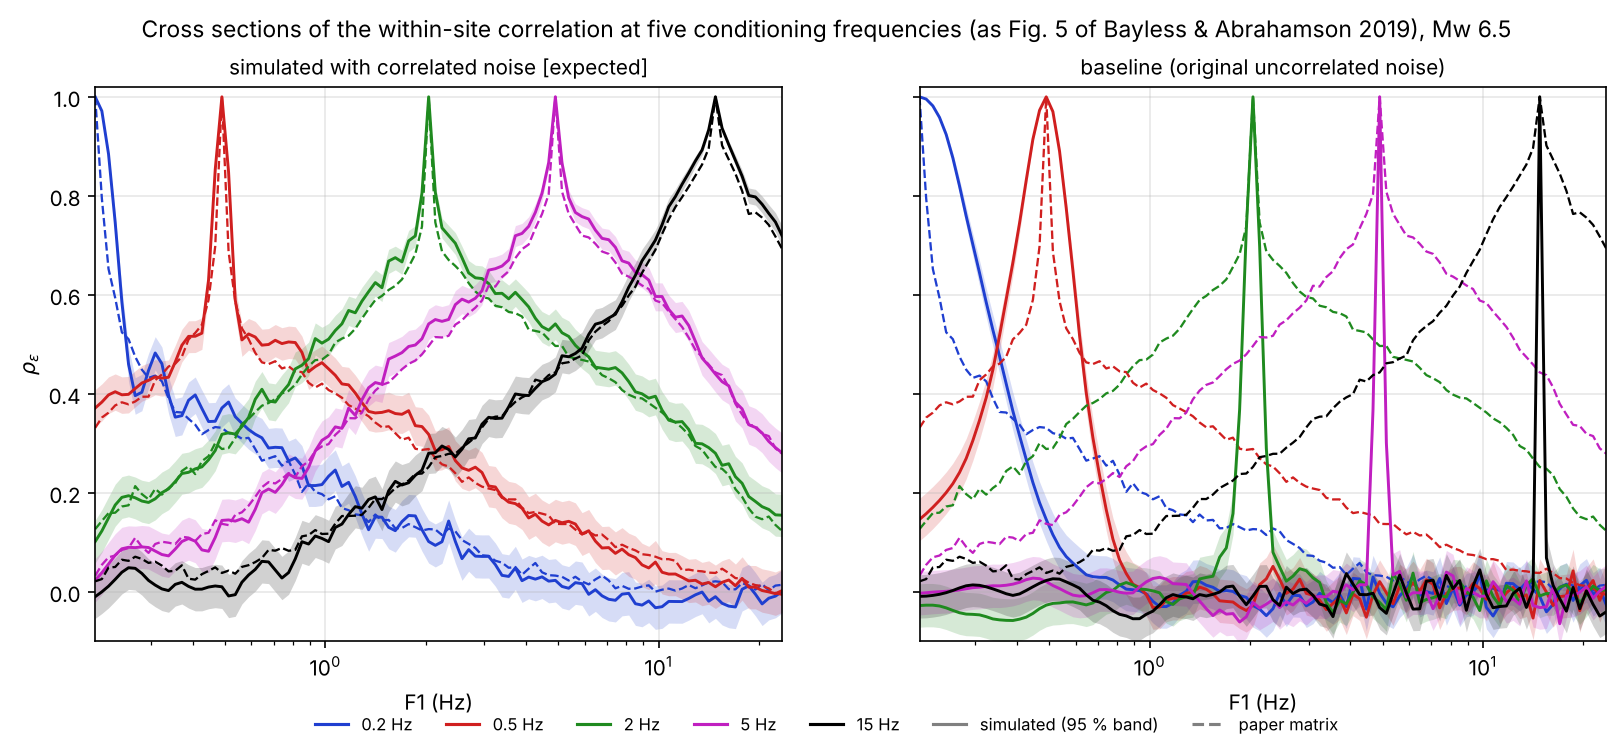 Cross sections of the within-site correlation at five conditioning frequencies (as Fig. 5 of Bayless & Abrahamson 2019), Mw 6.5
simulated with correlated noise [expected]
baseline (original uncorrelated noise)
1.0
0.8
0.6
0.4
0.2
0.0
ρε
10⁰
10¹
10⁰
10¹
F1 (Hz)
F1 (Hz)
0.2 Hz
0.5 Hz
2 Hz
5 Hz
15 Hz
simulated (95 % band)
paper matrix